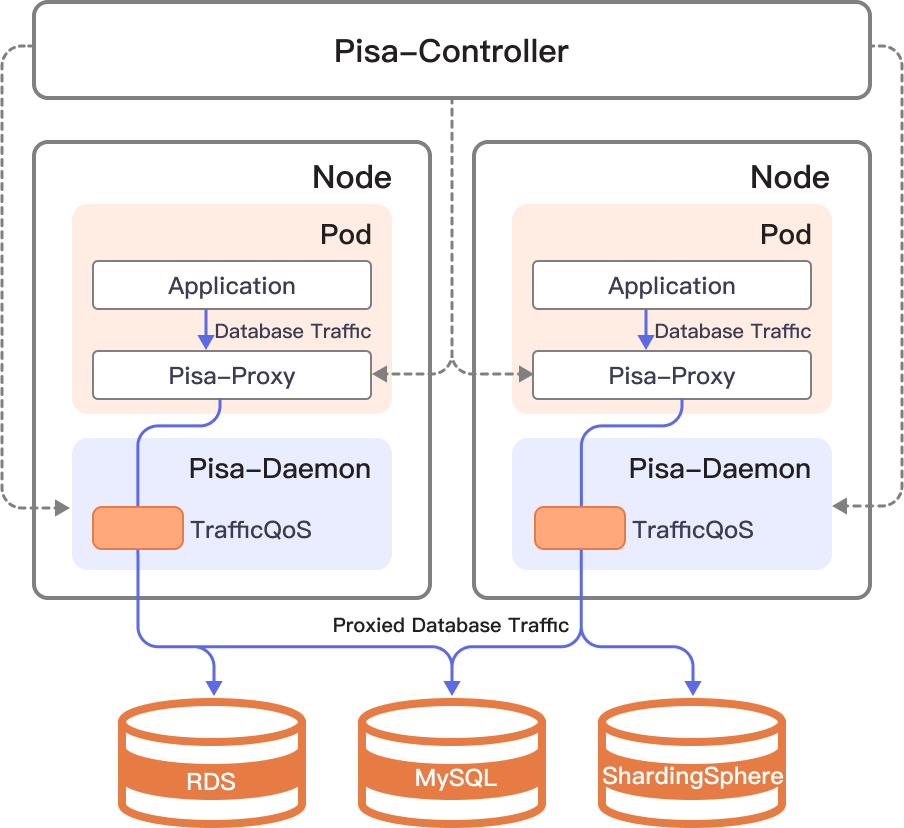 Pisa-Controller
Node
Pod
Application
Database Traffic
Pisa-Proxy
Pisa-Daemon
TrafficQoS
Node
Pod
Application
Database Traffic
Pisa-Proxy
Pisa-Daemon
TrafficQoS
Proxied Database Traffic
RDS
MySQL
ShardingSphere